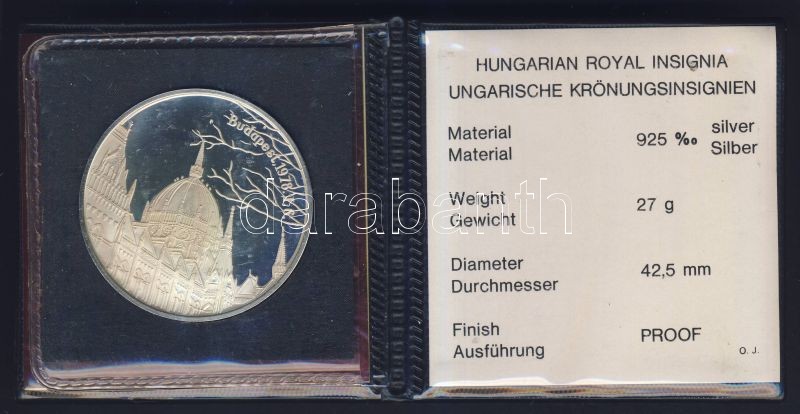 Budapest, 1978.
HUNGARIAN ROYAL INSIGNIA
UNGARISCHE KRÖNUNGSINSIGNIEN
Material 925 ‰ silver
Material Silber
Weight 27 g
Gewicht
Diameter 42,5 mm
Durchmesser
Finish PROOF
Ausführung
O. J.
darabanth